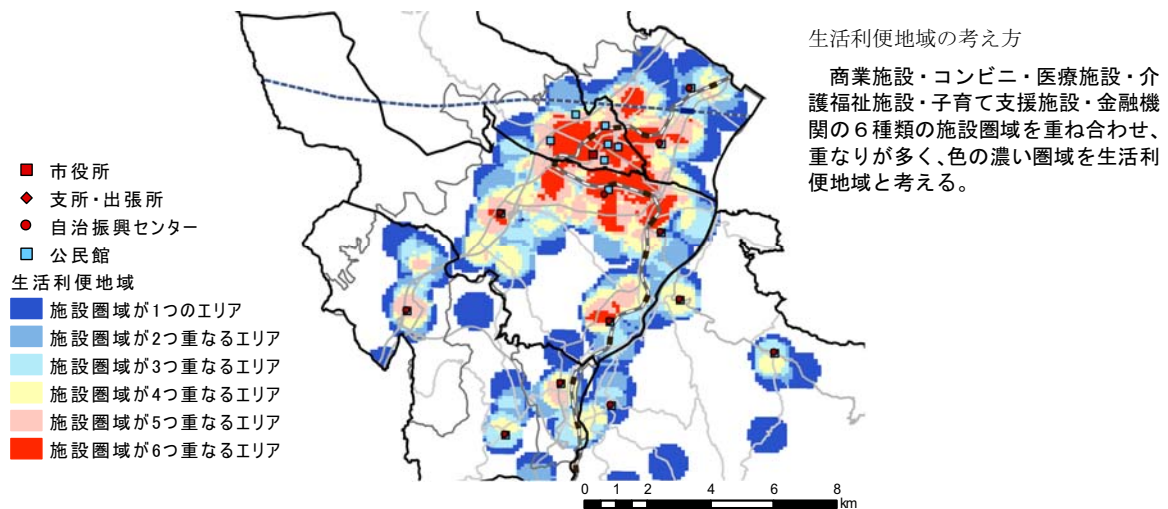 生活利便地域の考え方
商業施設・コンビニ・医療施設・介
護福祉施設・子育て支援施設・金融機
関の6種類の施設圏域を重ね合わせ、
重なりが多く、色の濃い圏域を生活利
便地域と考える。
市役所
支所・出張所
自治振興センター
公民館
生活利便地域
施設圏域が1つのエリア
施設圏域が2つ重なるエリア
施設圏域が3つ重なるエリア
施設圏域が4つ重なるエリア
施設圏域が5つ重なるエリア
施設圏域が6つ重なるエリア
0 1 2 4 6 8
km